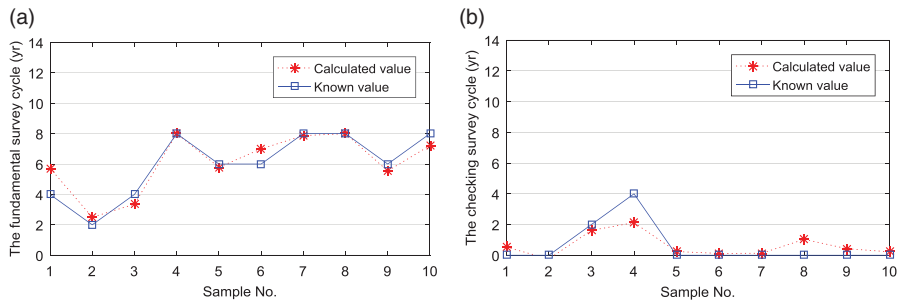 (a)
The fundamental survey cycle (yr)
14
12
10
8
6
4
2
0
1 2 3 4 5 6 7 8 9 10
Sample No.
Calculated value
Known value
(b)
The checking survey cycle (yr)
14
12
10
8
6
4
2
0
1 2 3 4 5 6 7 8 9 10
Sample No.
Calculated value
Known value